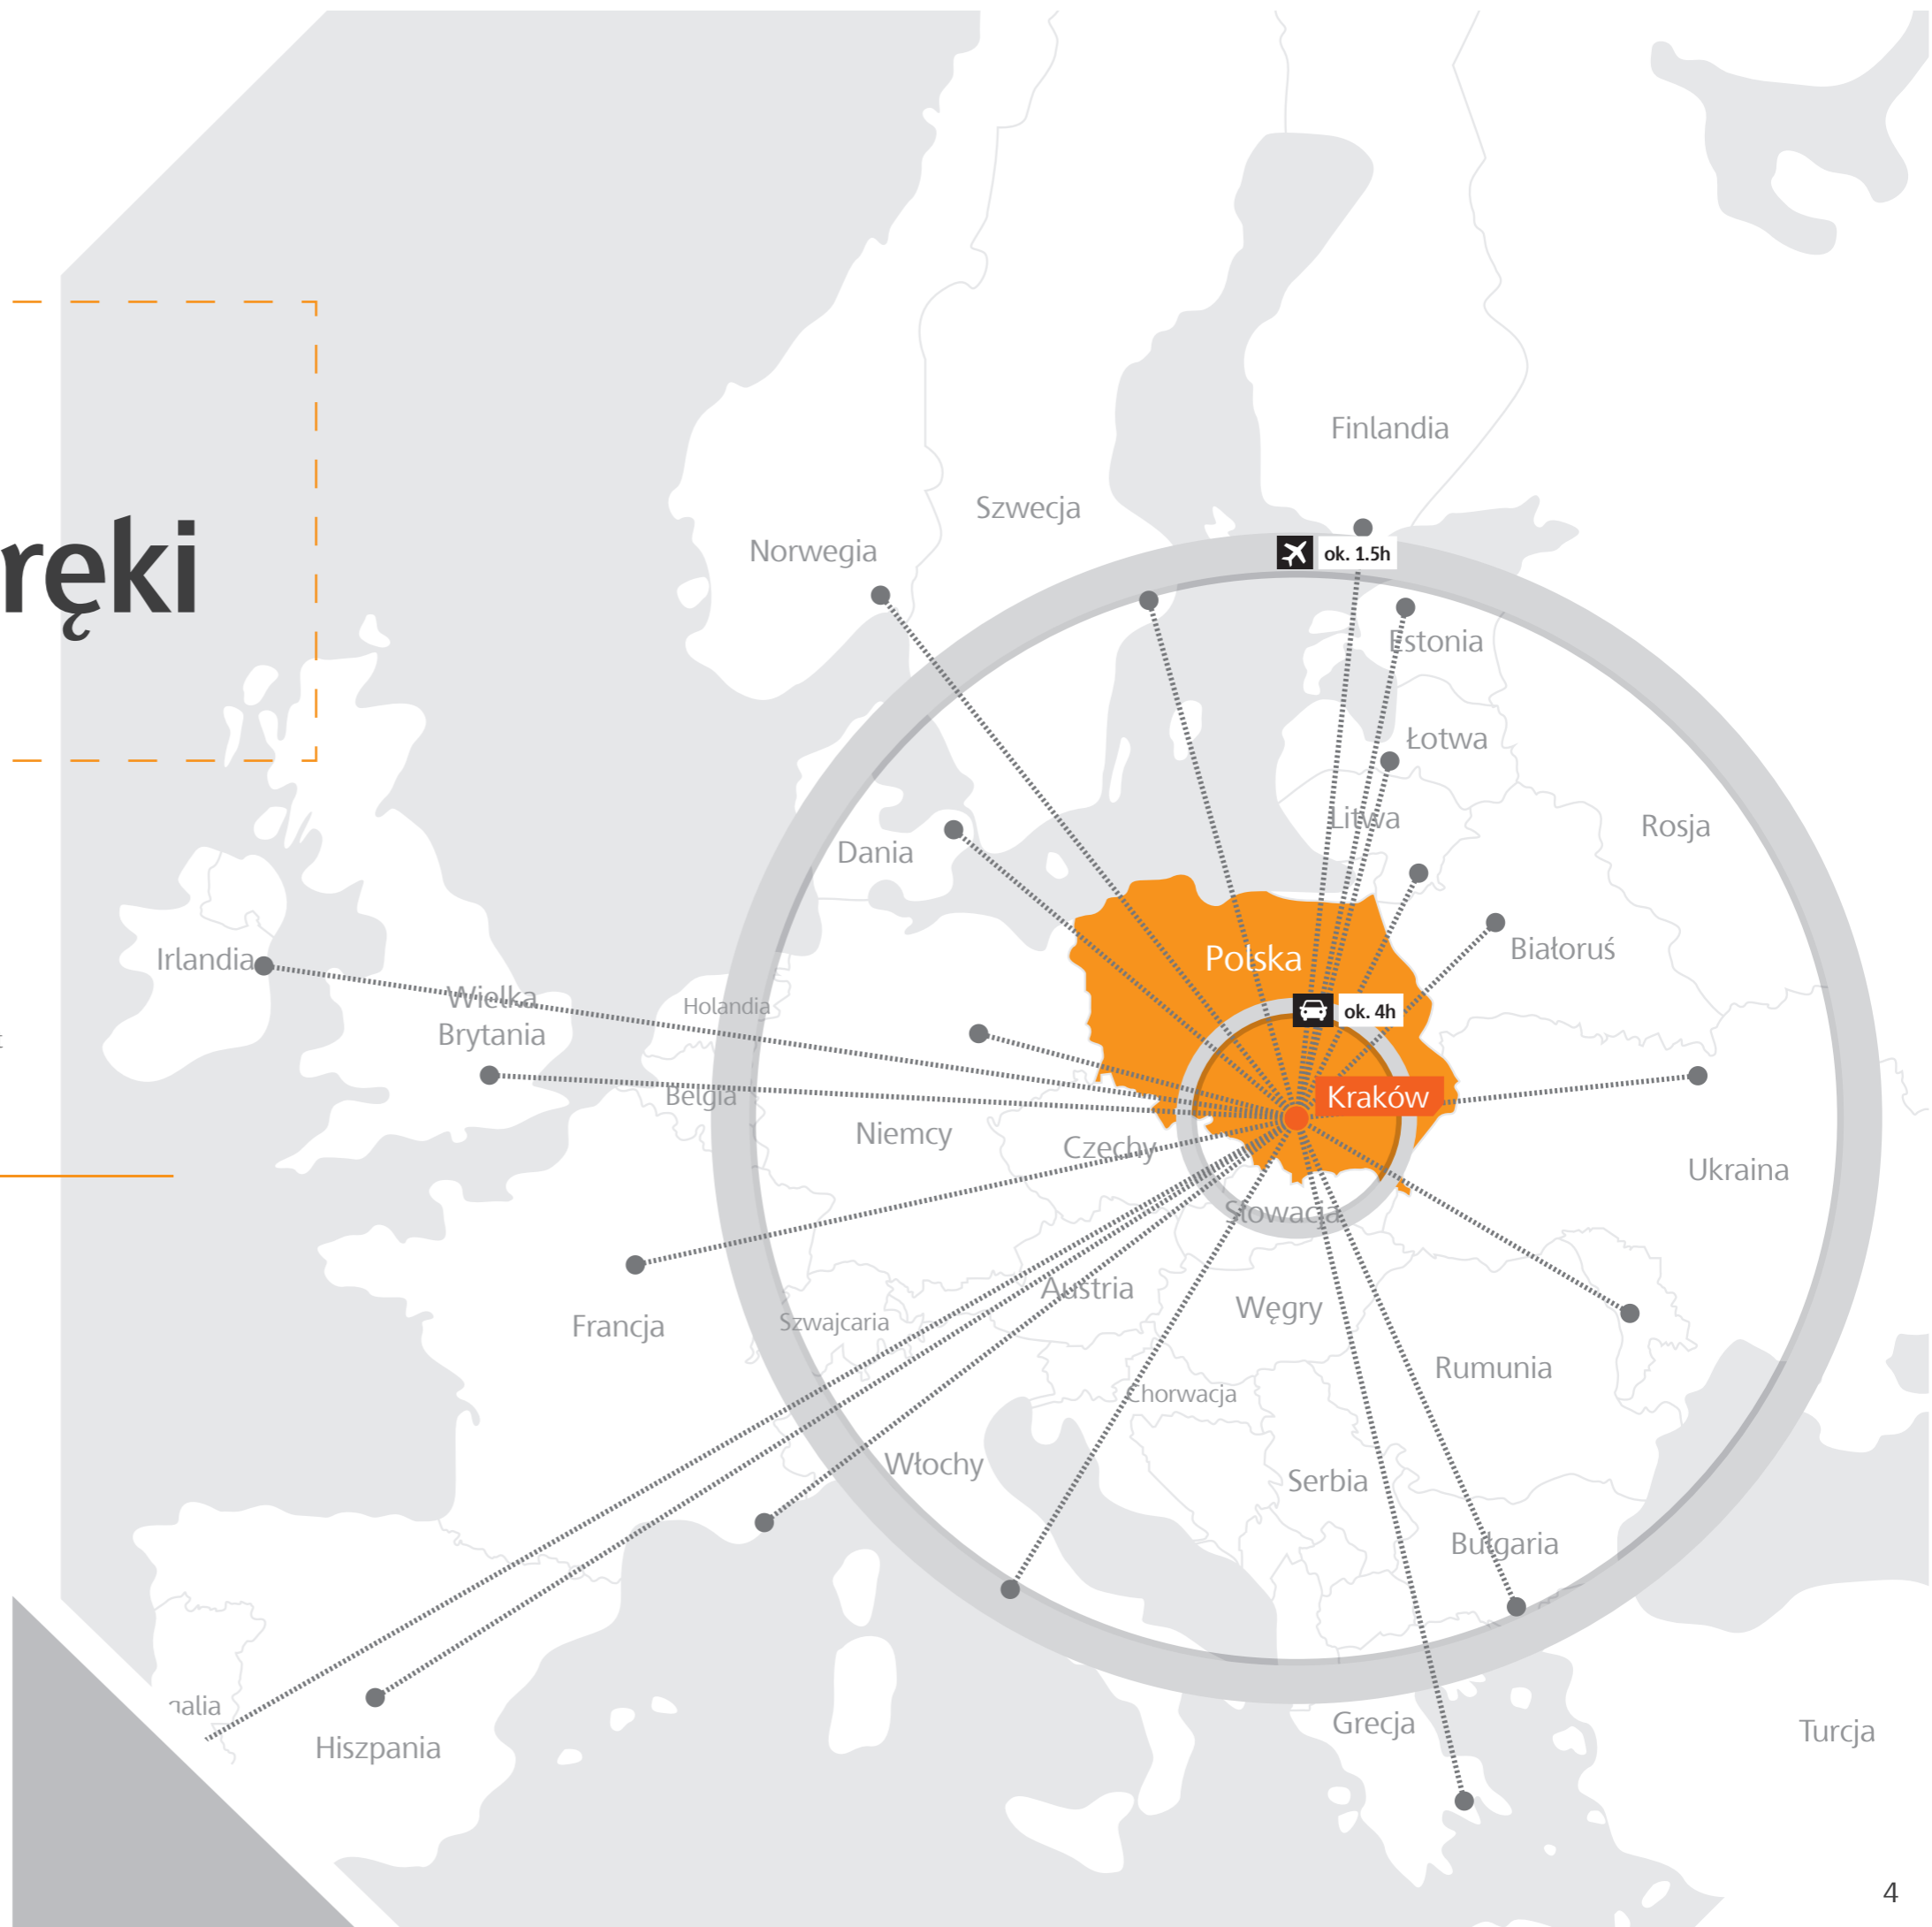 Finlandia
Szwecja
Norwegia
ręki
ok. 1.5h
Estonia
Łotwa
Litwa
Rosja
Dania
Polska
Białoruś
Irlandia
Wielka
Brytania
Holandia
ok. 4h
Belgia
Kraków
Niemcy
Czechy
Ukraina
Słowacja
Austria
Węgry
Francja
Szwajcaria
Rumunia
Chorwacja
Włochy
Serbia
Bułgaria
galia
Hiszpania
Grecja
Turcja
4